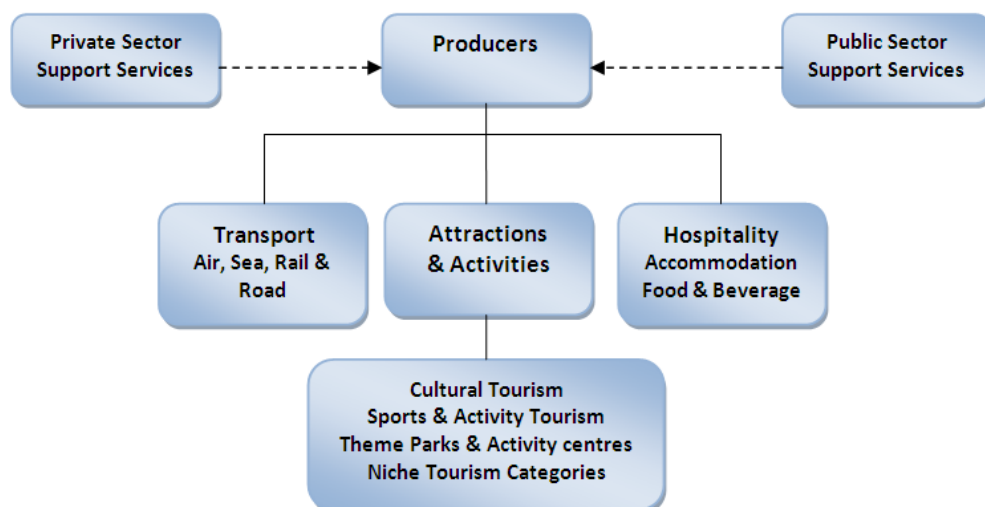 Private Sector
Support Services
Producers
Public Sector
Support Services
Transport
Air, Sea, Rail &
Road
Attractions
& Activities
Hospitality
Accommodation
Food & Beverage
Cultural Tourism
Sports & Activity Tourism
Theme Parks & Activity centres
Niche Tourism Categories